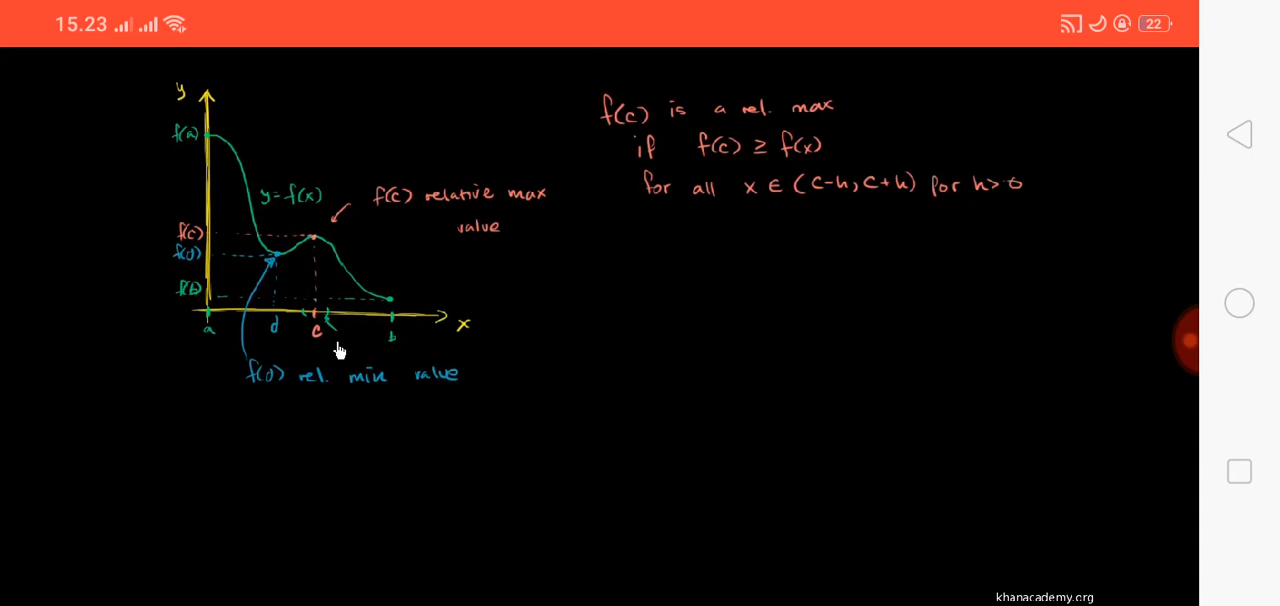 15.23
22
y
f(a)
f(c) is a rel. max
if f(c) ≥ f(x)
for all x ∈ (c-h, c+h) for h>0
y=f(x)
f(c) relative max
value
f(c)
f(d)
f(b)
a
d
c
b
x
f(d) rel. min value
khanacademy.org